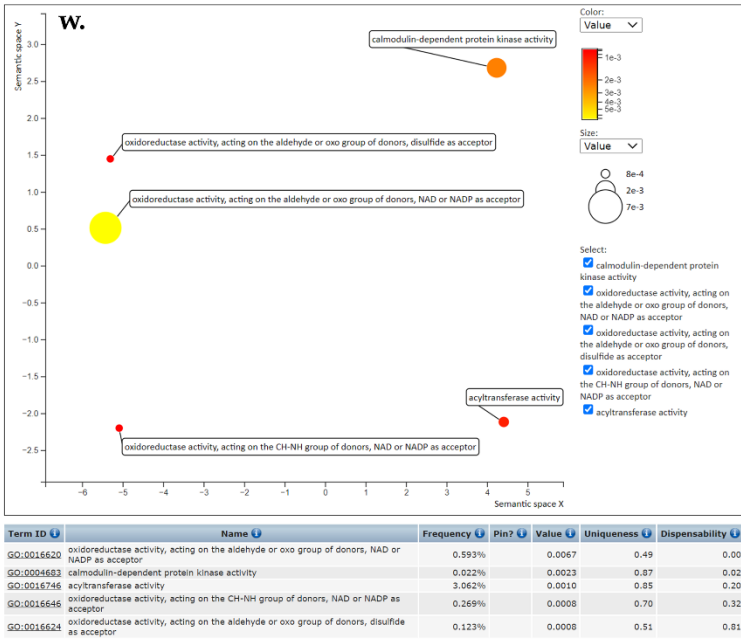 w.
Semantic space Y
3.0
2.5
2.0
1.5
1.0
0.5
0.0
−0.5
−1.0
−1.5
−2.0
−2.5
calmodulin-dependent protein kinase activity
oxidoreductase activity, acting on the aldehyde or oxo group of donors, disulfide as acceptor
oxidoreductase activity, acting on the aldehyde or oxo group of donors, NAD or NADP as acceptor
acyltransferase activity
oxidoreductase activity, acting on the CH-NH group of donors, NAD or NADP as acceptor
−6 −5 −4 −3 −2 −1 0 1 2 3 4 5
Semantic space X
Color:
Value
1e-3
2e-3
3e-3
4e-3
5e-3
Size:
Value
8e-4
2e-3
7e-3
Select:
calmodulin-dependent protein
kinase activity
oxidoreductase activity, acting on
the aldehyde or oxo group of donors,
NAD or NADP as acceptor
oxidoreductase activity, acting on
the aldehyde or oxo group of donors,
disulfide as acceptor
oxidoreductase activity, acting on
the CH-NH group of donors, NAD or
NADP as acceptor
acyltransferase activity
Term ID Name Frequency Pin? Value Uniqueness Dispensability
GO:0016620 oxidoreductase activity, acting on the aldehyde or oxo group of donors, NAD or
NADP as acceptor 0.593% 0.0067 0.49 0.00
GO:0004683 calmodulin-dependent protein kinase activity 0.022% 0.0023 0.87 0.02
GO:0016746 acyltransferase activity 3.062% 0.0010 0.85 0.20
GO:0016646 oxidoreductase activity, acting on the CH-NH group of donors, NAD or NADP as
acceptor 0.269% 0.0008 0.70 0.32
GO:0016624 oxidoreductase activity, acting on the aldehyde or oxo group of donors, disulfide
as acceptor 0.123% 0.0008 0.51 0.81